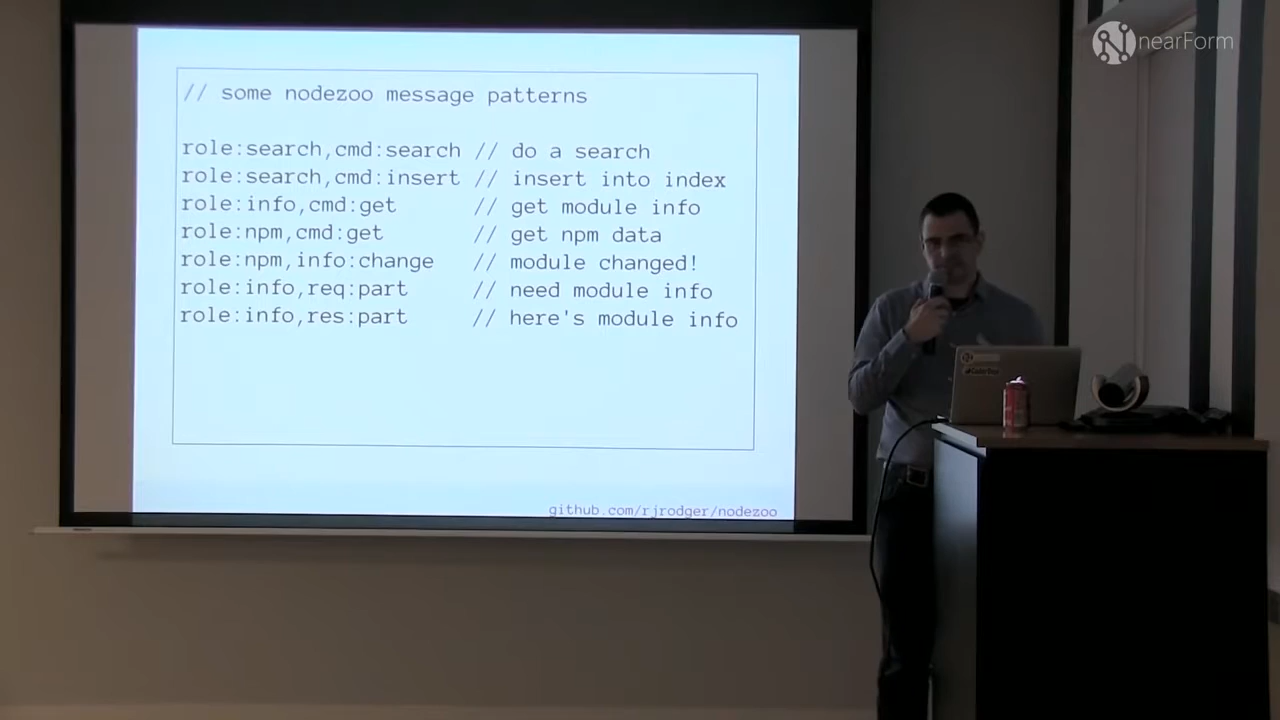 nearForm
// some nodezoo message patterns
role:search,cmd:search // do a search
role:search,cmd:insert // insert into index
role:info,cmd:get // get module info
role:npm,cmd:get // get npm data
role:npm,info:change // module changed!
role:info,req:part // need module info
role:info,res:part // here's module info
github.com/rjrodger/nodezoo